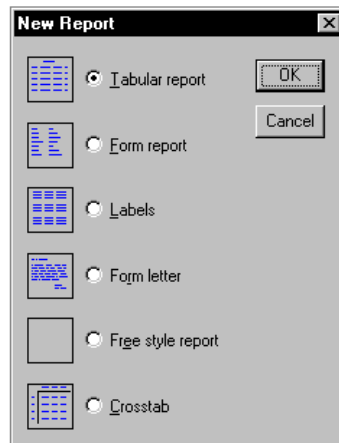 New Report
Tabular report
OK
Form report
Cancel
Labels
Form letter
Free style report
Crosstab